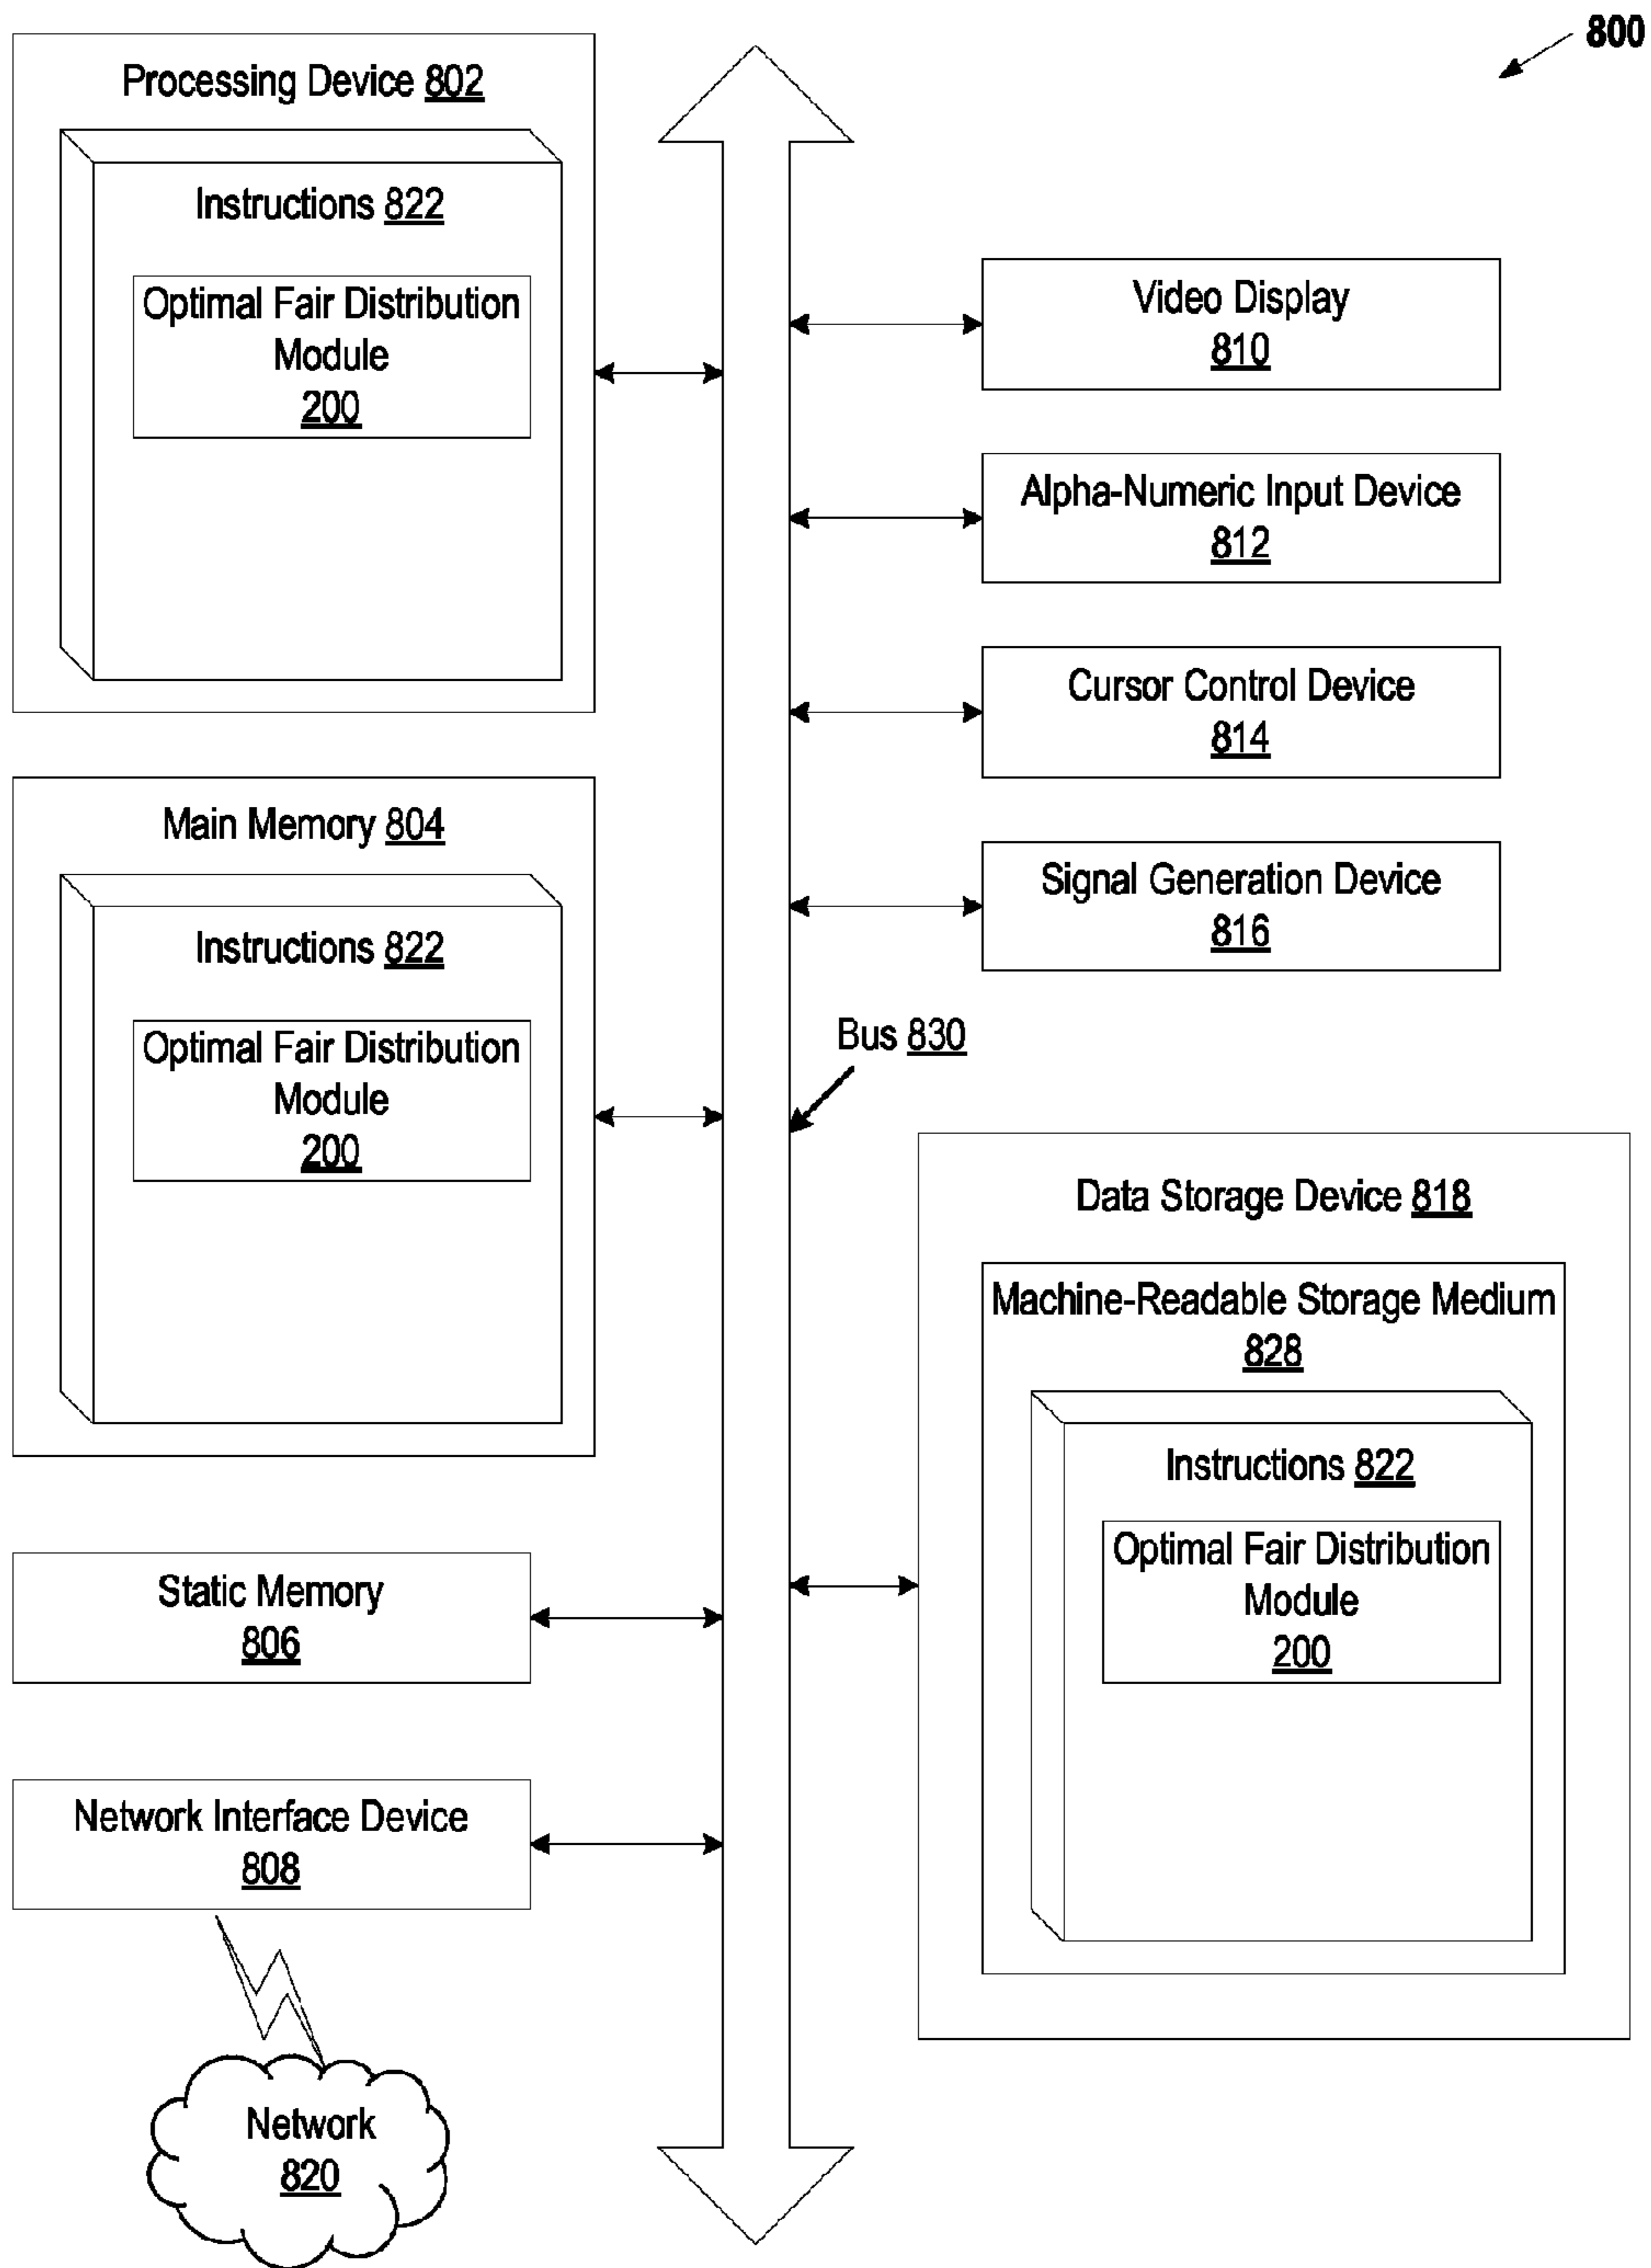 800
Processing Device 802
Instructions 822
Optimal Fair Distribution
Module
200
Main Memory 804
Instructions 822
Optimal Fair Distribution
Module
200
Static Memory
806
Network Interface Device
808
Network
820
Video Display
810
Alpha-Numeric Input Device
812
Cursor Control Device
814
Signal Generation Device
816
Bus 830
Data Storage Device 818
Machine-Readable Storage Medium
828
Instructions 822
Optimal Fair Distribution
Module
200